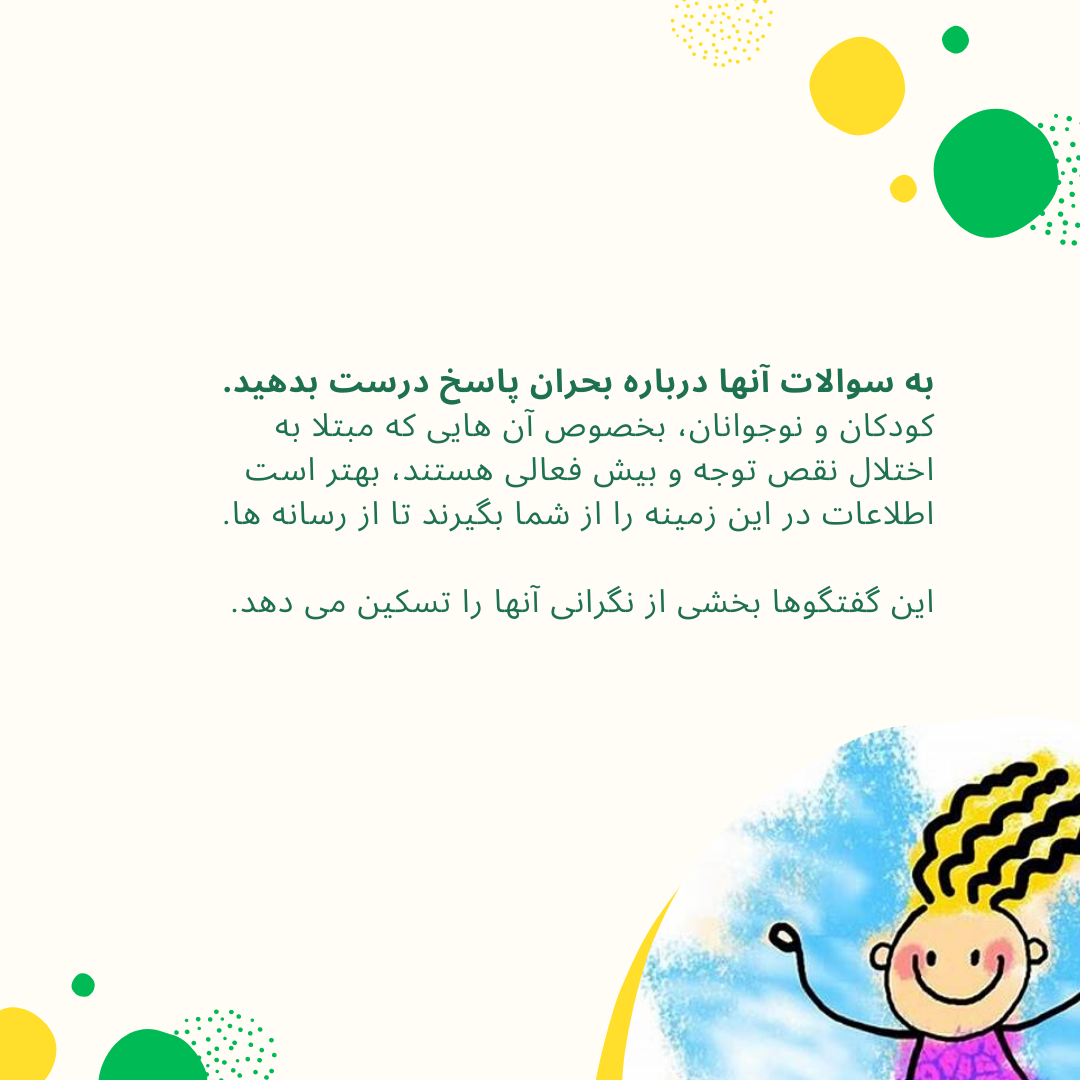 به سوالات آنها درباره بحران پاسخ درست بدهید.
کودکان و نوجوانان، بخصوص آن هایی که مبتلا به
اختلال نقص توجه و بیش فعالی هستند، بهتر است
اطلاعات در این زمینه را از شما بگیرند تا از رسانه ها.
این گفتگوها بخشی از نگرانی آنها را تسکین می دهد.